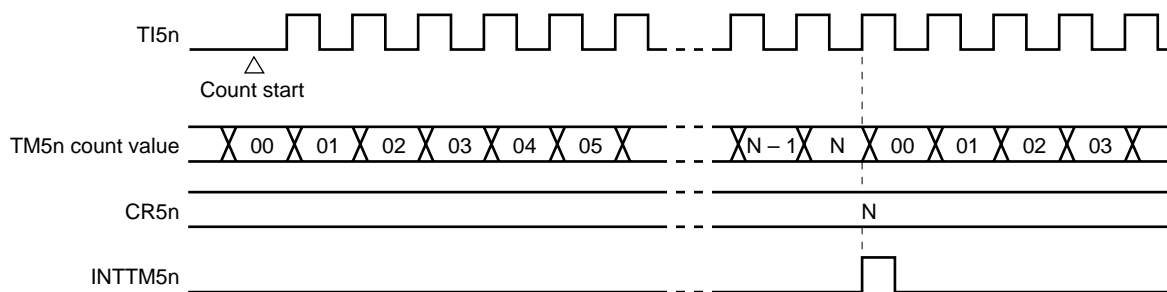 TI5n
Count start
TM5n count value 00 01 02 03 04 05 N – 1 N 00 01 02 03
CR5n N
INTTM5n